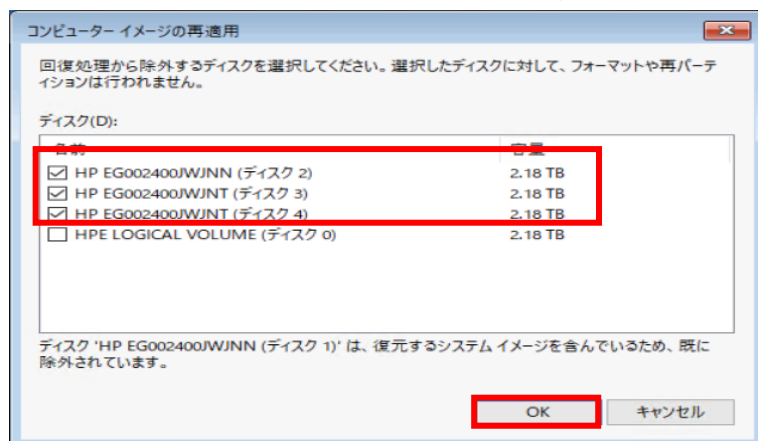 コンピューター イメージの再適用
回復処理から除外するディスクを選択してください。選択したディスクに対して、フォーマットや再パーテ
ィションは行われません。
ディスク(D):
名前 容量
HP EG002400JWJNN (ディスク 2) 2.18 TB
HP EG002400JWJNT (ディスク 3) 2.18 TB
HP EG002400JWJNT (ディスク 4) 2.18 TB
HPE LOGICAL VOLUME (ディスク 0) 2.18 TB
ディスク 'HP EG002400JWJNN (ディスク 1)' は、復元するシステム イメージを含んでいるため、既に
除外されています。
OK キャンセル